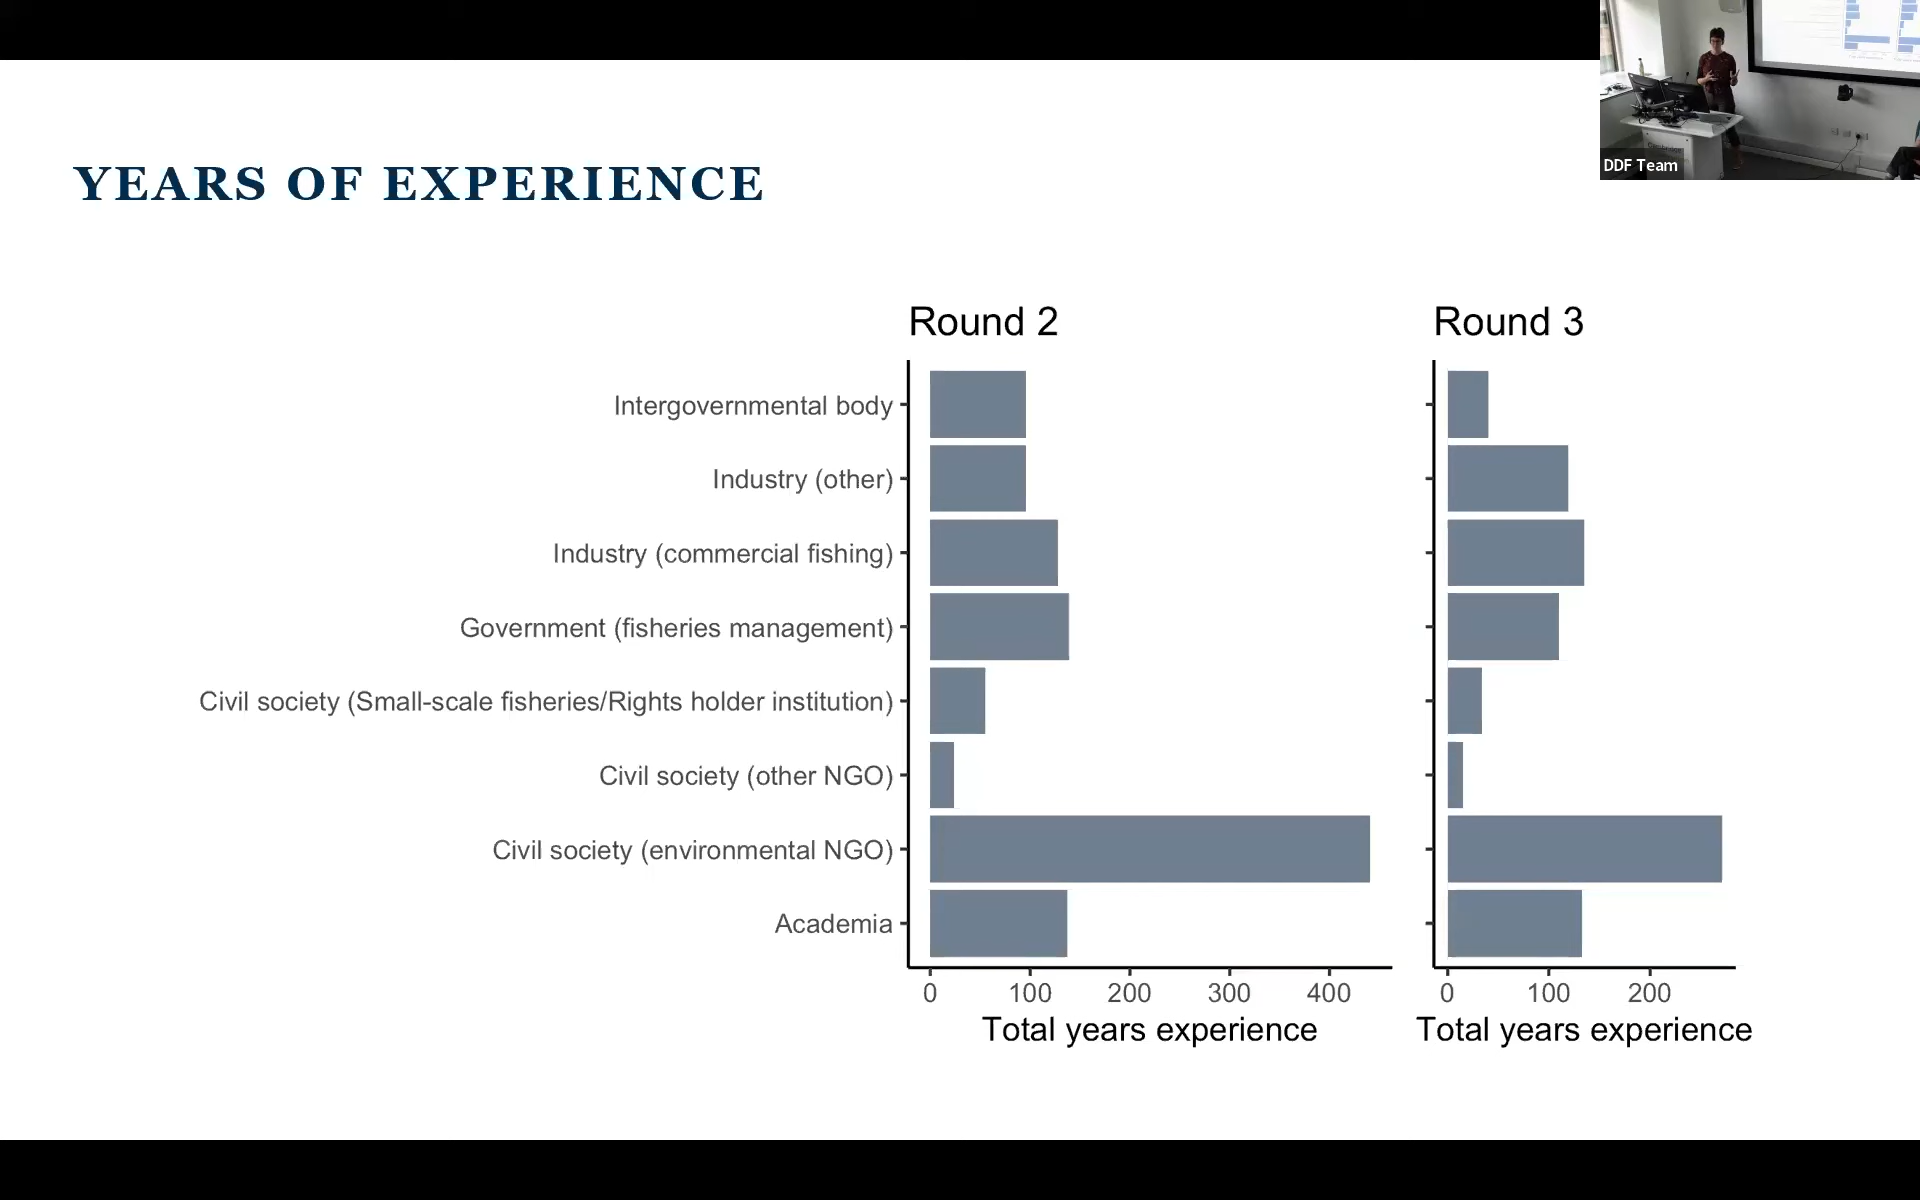 DDF Team
YEARS OF EXPERIENCE
Round 2
Round 3
Intergovernmental body
Industry (other)
Industry (commercial fishing)
Government (fisheries management)
Civil society (Small-scale fisheries/Rights holder institution)
Civil society (other NGO)
Civil society (environmental NGO)
Academia
0 100 200 300 400
0 100 200
Total years experience
Total years experience